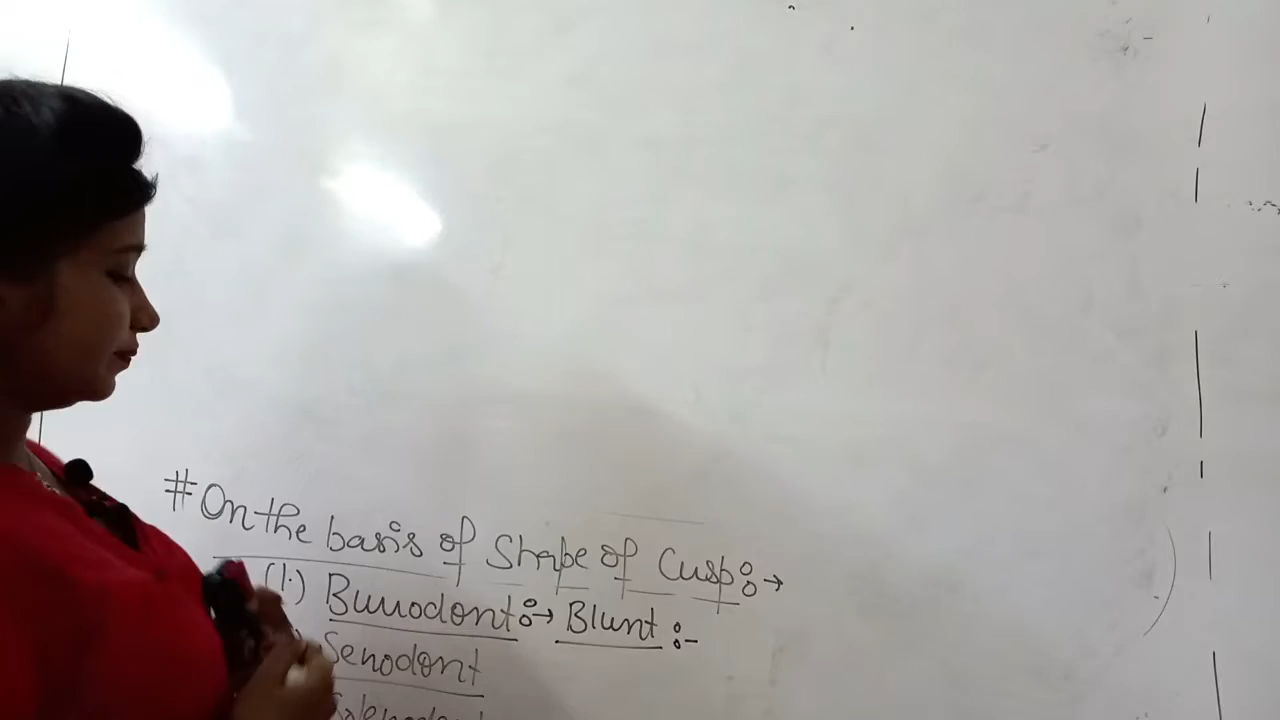 # On the basis of Shape of Cusp :→
(1.) Bunodont :→ Blunt :-
Senodont